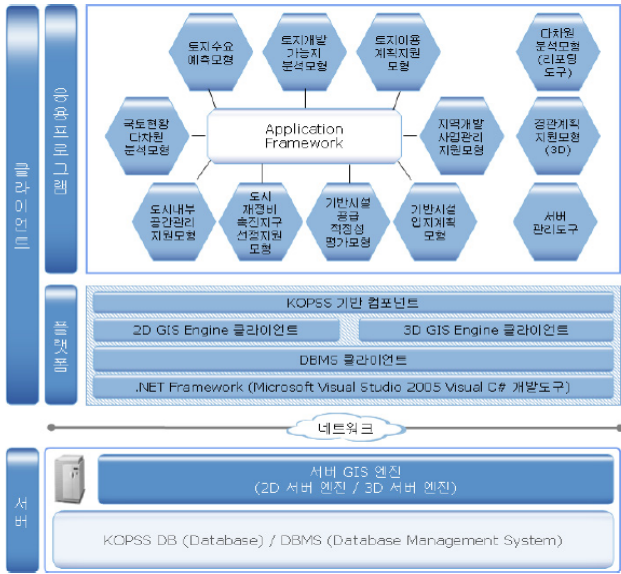 클라이언트
응용프로그램
토지수요
예측모형
토지개발
가능지
분석모형
토지이용
계획지원
모형
다차원
분석모형
(리포팅
도구)
국토현황
다차원
분석모형
Application
Framework
지역개발
사업관리
지원모형
경관계획
지원모형
(3D)
도시내부
공간관리
지원모형
도시
재정비
촉진지구
선정지원
모형
기반시설
공급
적정성
평가모형
기반시설
입지계획
모형
서버
관리도구
플랫폼
KOPSS 기반 컴포넌트
2D GIS Engine 클라이언트
3D GIS Engine 클라이언트
DBMS 클라이언트
.NET Framework (Microsoft Visual Studio 2005 Visual C# 개발도구)
네트워크
서버
서버 GIS 엔진
(2D 서버 엔진 / 3D 서버 엔진)
KOPSS DB (Database) / DBMS (Database Management System)